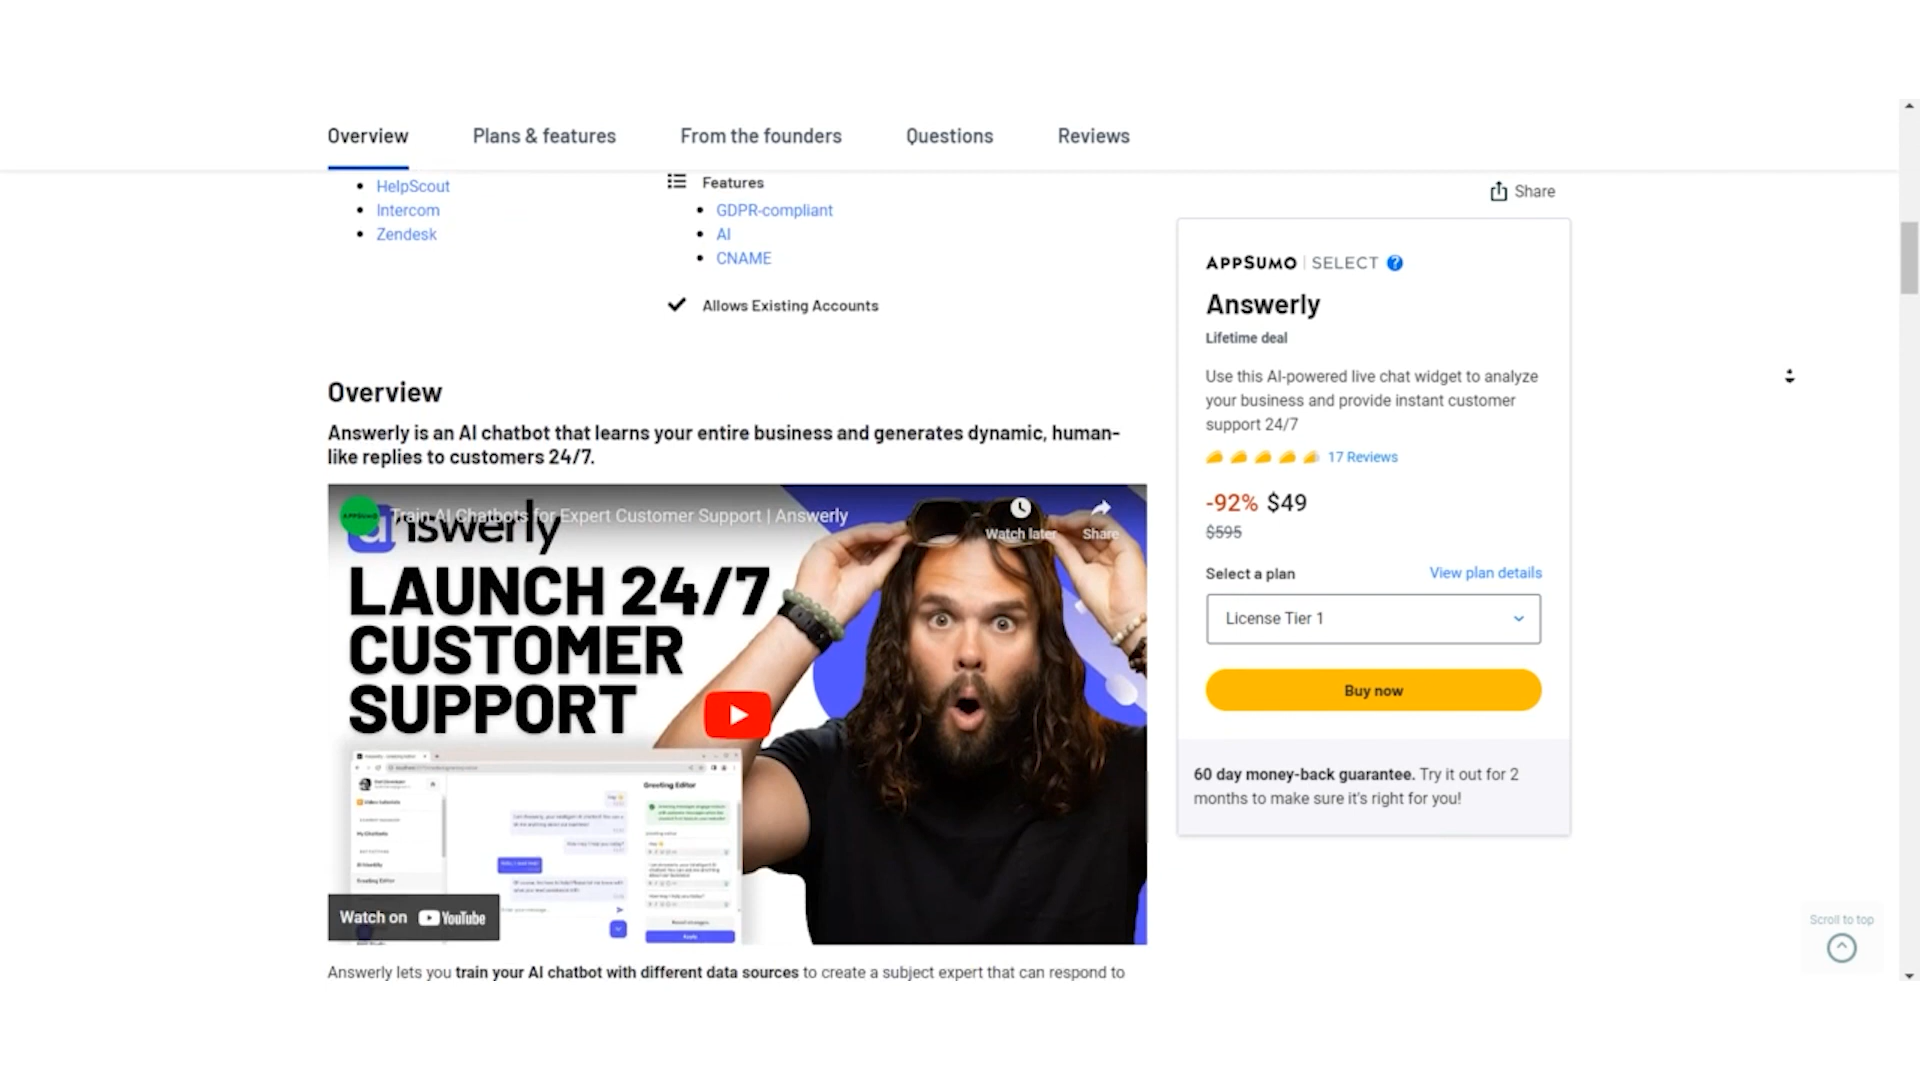 Overview
Plans & features
From the founders
Questions
Reviews
HelpScout
Intercom
Zendesk
Features
GDPR-compliant
AI
CNAME
Allows Existing Accounts
Share
APPSUMO | SELECT ?
Answerly
Lifetime deal
Use this AI-powered live chat widget to analyze
your business and provide instant customer
support 24/7
17 Reviews
-92% $49
$595
Select a plan
View plan details
License Tier 1
Buy now
60 day money-back guarantee. Try it out for 2
months to make sure it's right for you!
Overview
Answerly is an AI chatbot that learns your entire business and generates dynamic, human-
like replies to customers 24/7.
APPSUMO
Train AI Chatbots for Expert Customer Support | Answerly
answerly
Watch later
Share
LAUNCH 24/7
CUSTOMER
SUPPORT
Greeting Editor
Watch on YouTube
Answerly lets you train your AI chatbot with different data sources to create a subject expert that can respond to
Scroll to top